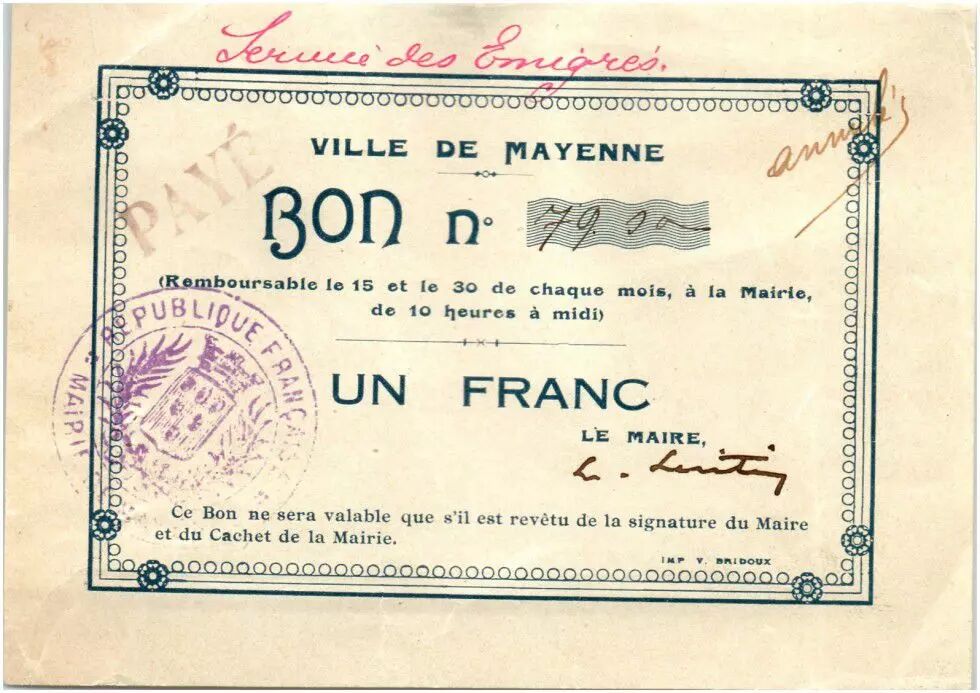 Service des Emigrés.
annulé
PAYÉ
VILLE DE MAYENNE
BON N°
(Remboursable le 15 et le 30 de chaque mois, à la Mairie,
de 10 heures à midi)
RÉPUBLIQUE FRANÇAISE
MAIRIE
UN FRANC
LE MAIRE,
Ce Bon ne sera valable que s'il est revêtu de la signature du Maire
et du Cachet de la Mairie.
IMP V. BRIDOUX